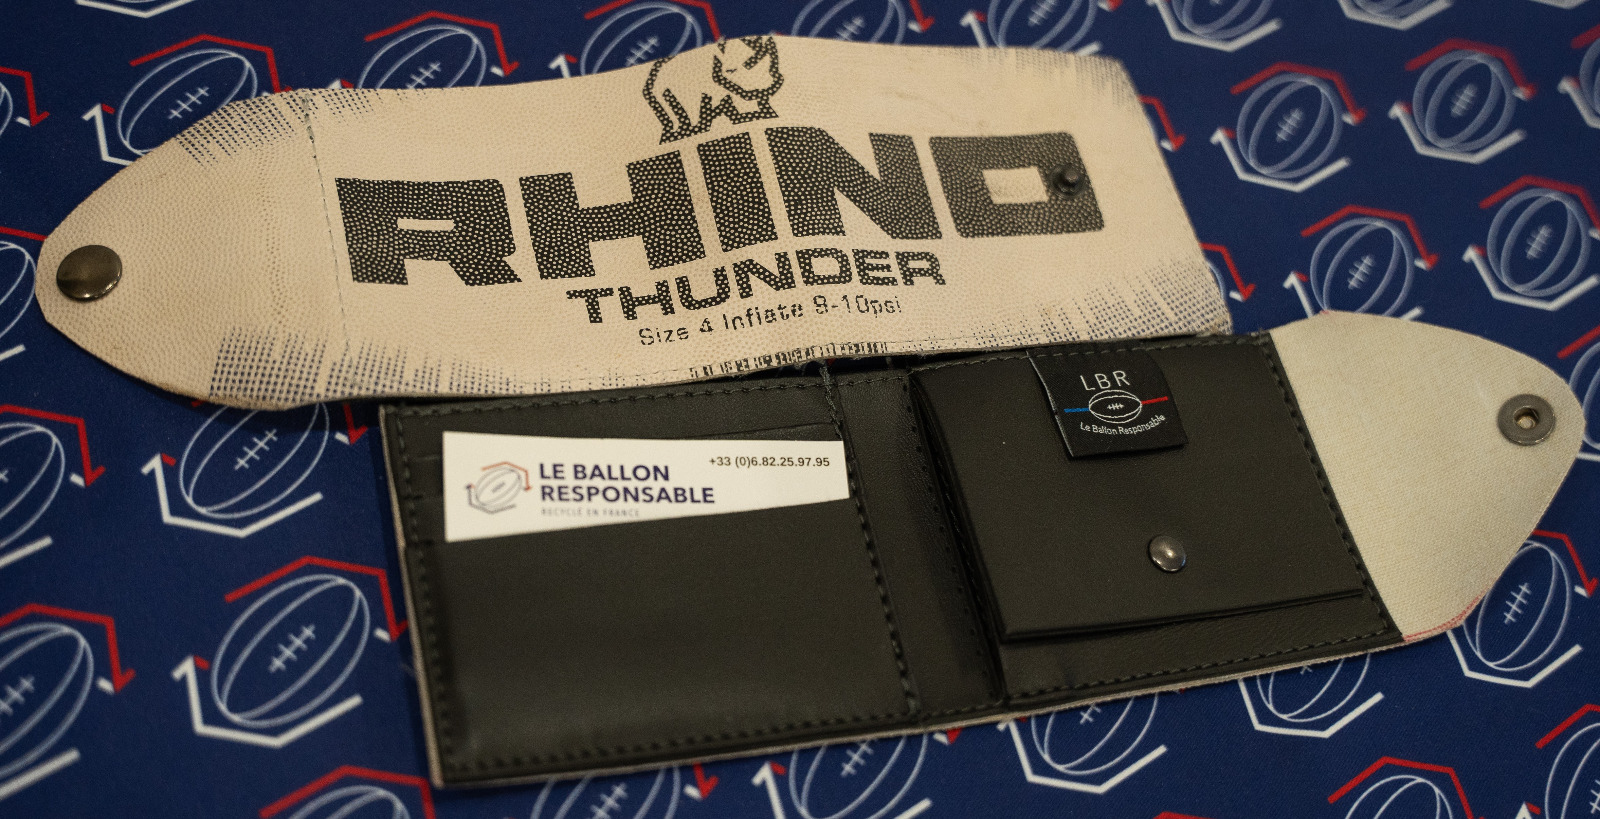 RHINO
THUNDER
Size 4 Inflate 9-10psi
LBR
Le Ballon Responsable
+33 (0)6.82.25.97.95
LE BALLON
RESPONSABLE
RECYCLÉ EN FRANCE